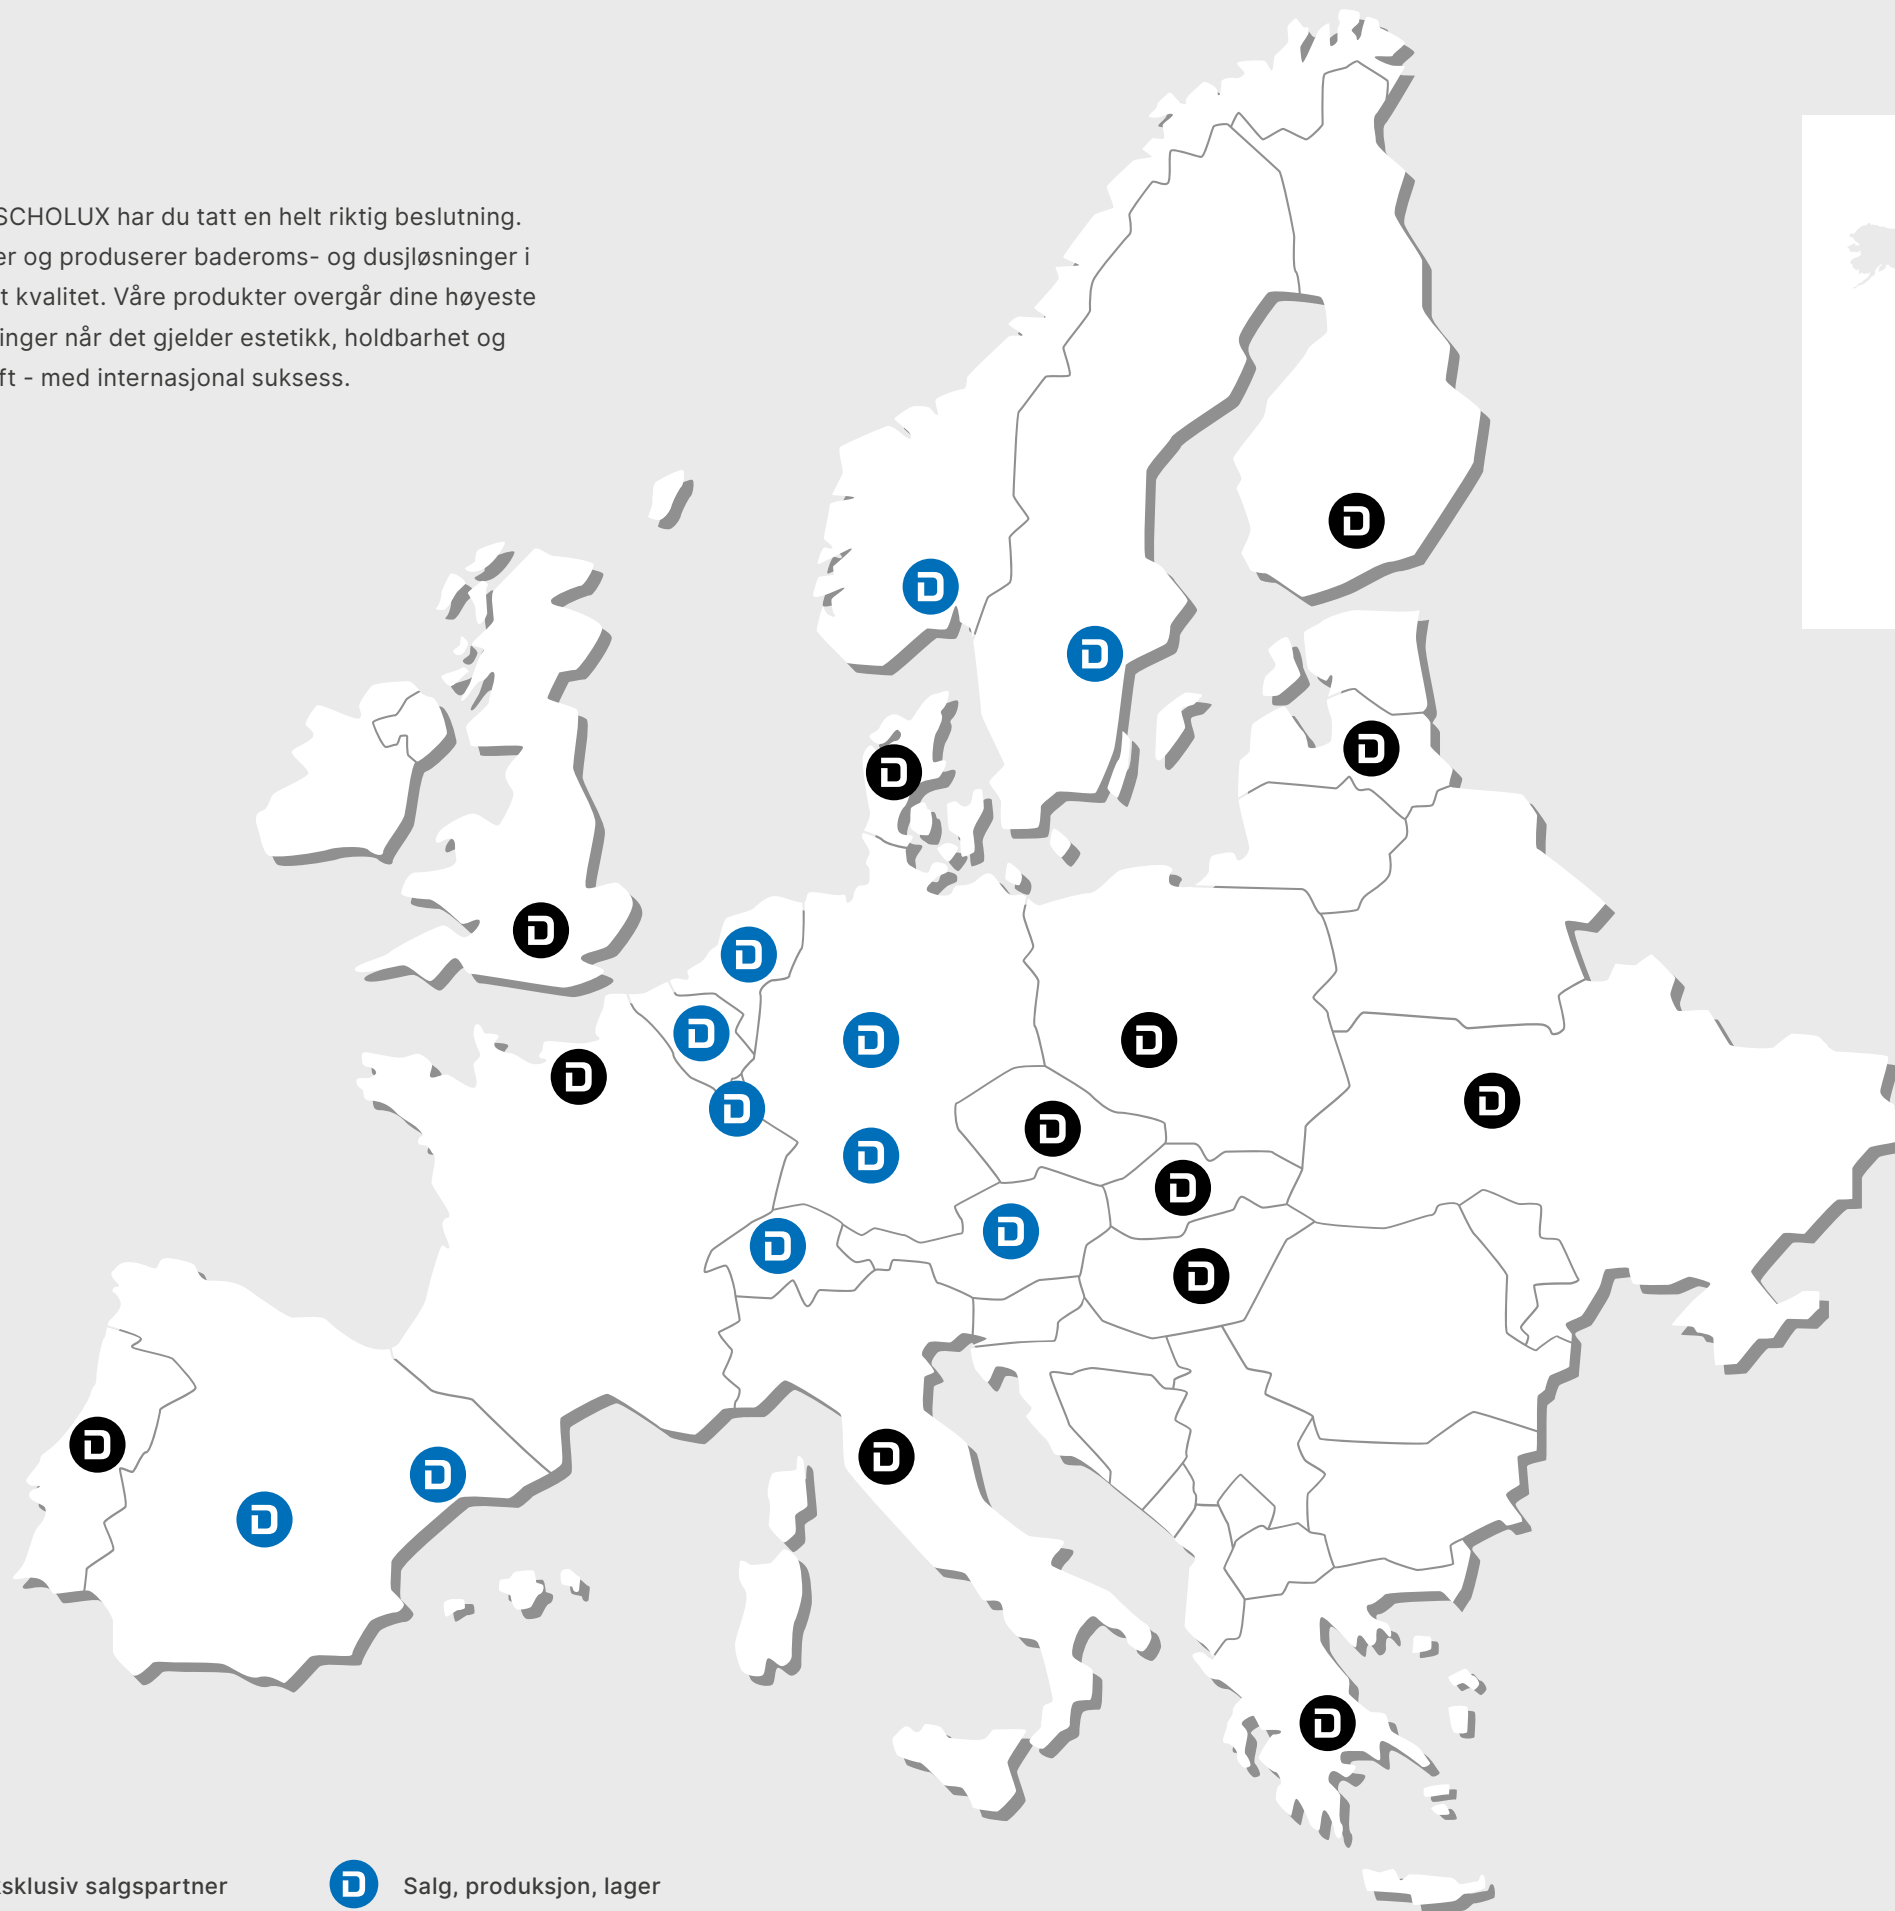 SCHOLUX har du tatt en helt riktig beslutning.
er og produserer baderoms- og dusjløsninger i
t kvalitet. Våre produkter overgår dine høyeste
inger når det gjelder estetikk, holdbarhet og
ft - med internasjonal suksess.
ksklusiv salgspartner
Salg, produksjon, lager